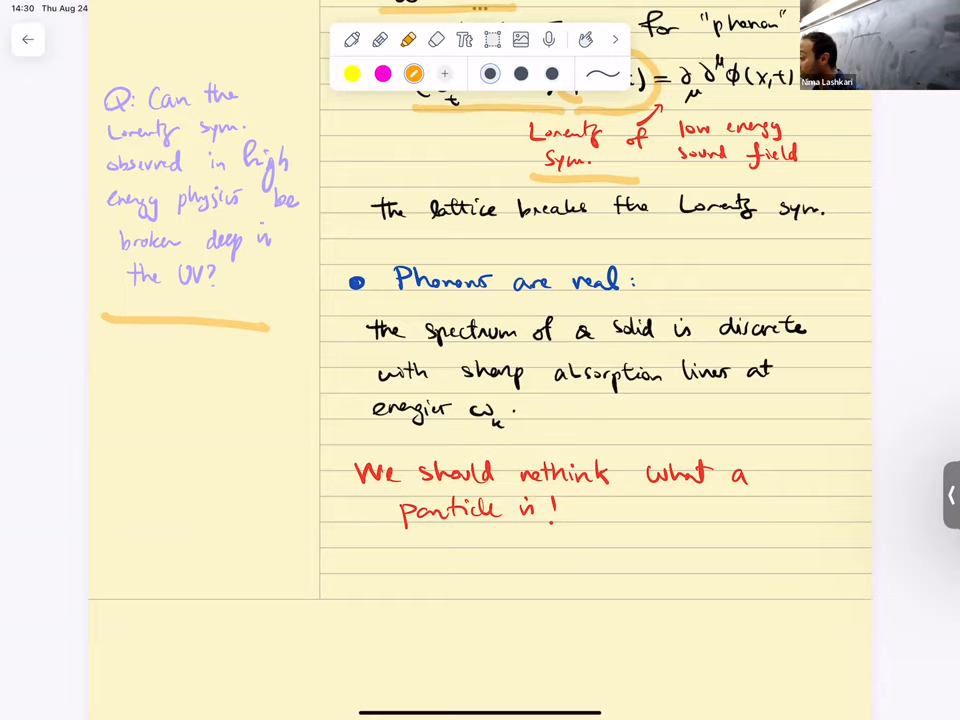 14:30 Thu Aug 24
for "phonon"
= ∂μ ∂^μ ϕ(x,t)
Nima Lashkari
Lorentz of low energy
Sym. sound field
the lattice breaks the Lorentz sym.
Q: Can the
Lorentz sym.
observed in high
energy physics be
broken deep in
the UV?
• Phonons are real:
the spectrum of a solid is discrete
with sharp absorption lines at
energies ω_k.
We should rethink what a
particle is!